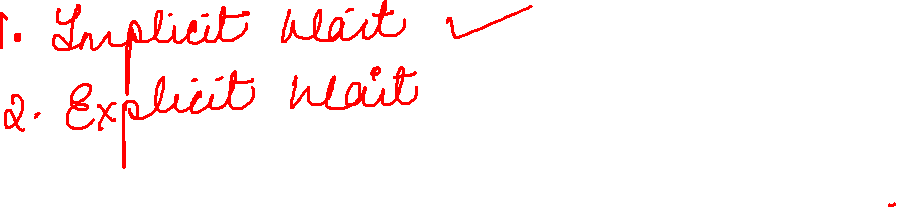 1. Implicit Wait ✓
2. Explicit Wait